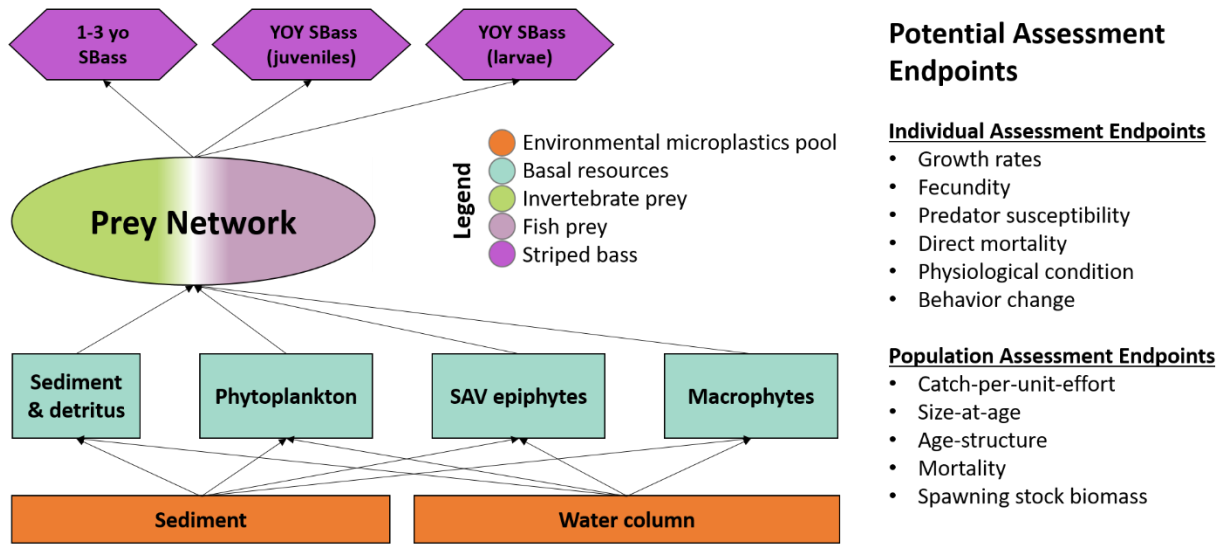 1-3 yo
SBass
YOY SBass
(juveniles)
YOY SBass
(larvae)
Prey Network
Legend
Environmental microplastics pool
Basal resources
Invertebrate prey
Fish prey
Striped bass
Sediment
& detritus
Phytoplankton
SAV epiphytes
Macrophytes
Sediment
Water column
Potential Assessment
Endpoints
Individual Assessment Endpoints
• Growth rates
• Fecundity
• Predator susceptibility
• Direct mortality
• Physiological condition
• Behavior change
Population Assessment Endpoints
• Catch-per-unit-effort
• Size-at-age
• Age-structure
• Mortality
• Spawning stock biomass